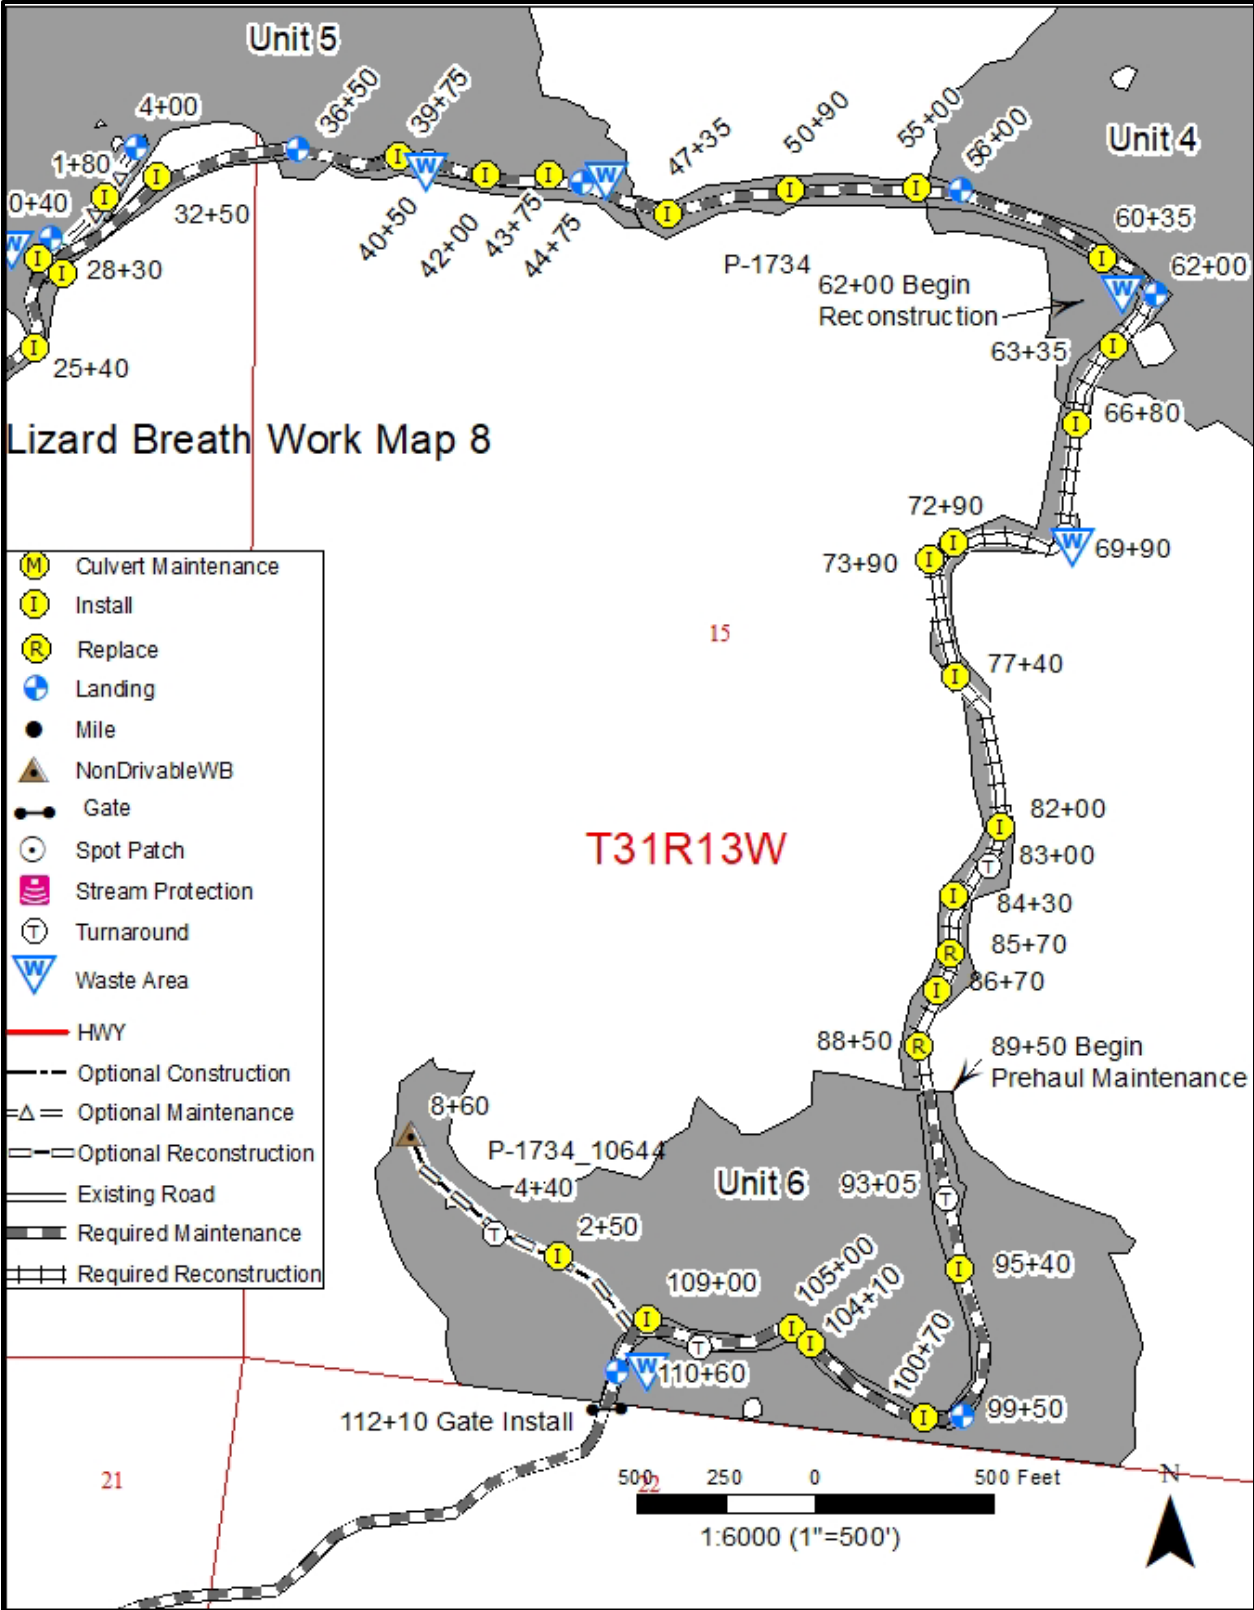 Unit 5
4+00
36+50
39+75
1+80
0+40
32+50
28+30
25+40
40+50
42+00
43+75
44+75
47+35
50+90
55+00
56+00
Unit 4
60+35
62+00
P-1734
62+00 Begin
Reconstruction
63+35
66+80
Lizard Breath Work Map 8
72+90
73+90
69+90
77+40
15
T31R13W
82+00
83+00
84+30
85+70
86+70
88+50
89+50 Begin
Prehaul Maintenance
M Culvert Maintenance
I Install
R Replace
Landing
Mile
NonDrivableWB
Gate
Spot Patch
Stream Protection
T Turnaround
W Waste Area
HWY
Optional Construction
Optional Maintenance
Optional Reconstruction
Existing Road
Required Maintenance
Required Reconstruction
8+60
P-1734_10644
4+40
2+50
Unit 6
93+05
95+40
109+00
105+00
104+10
100+70
99+50
110+60
112+10 Gate Install
21
22
500 250 0 500 Feet
1:6000 (1"=500')
N